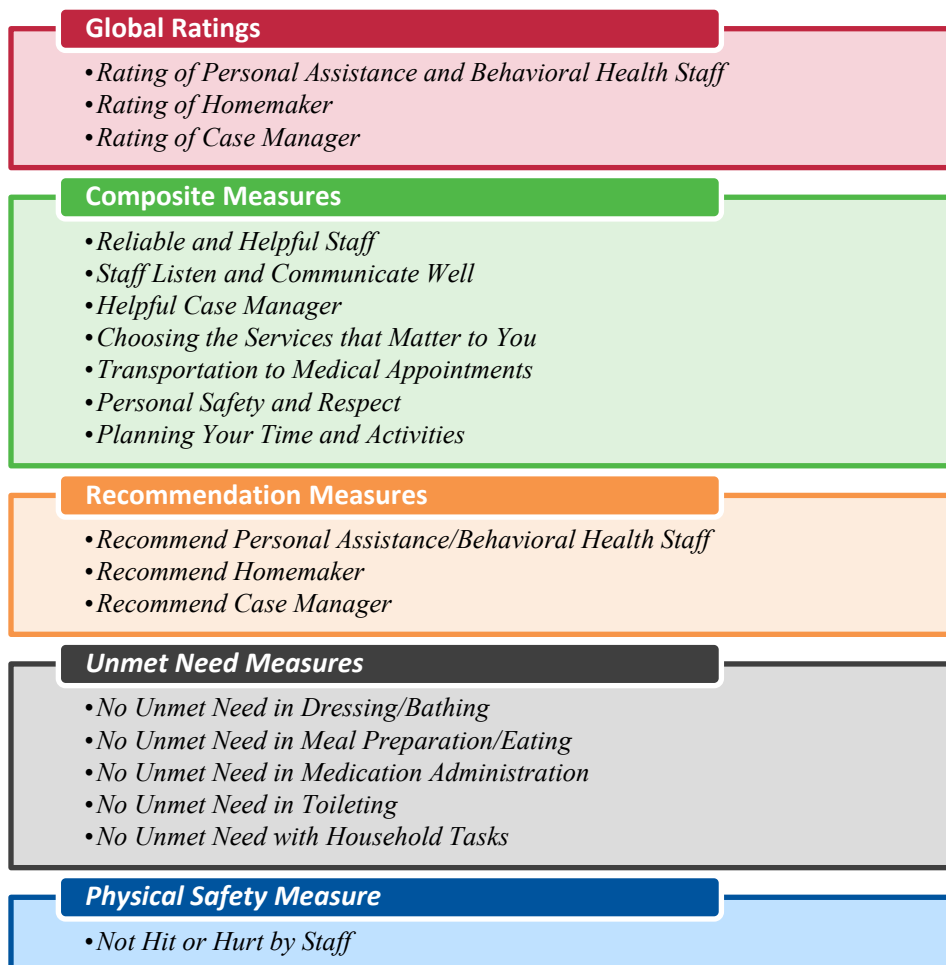 Global Ratings
•Rating of Personal Assistance and Behavioral Health Staff
•Rating of Homemaker
•Rating of Case Manager
Composite Measures
•Reliable and Helpful Staff
•Staff Listen and Communicate Well
•Helpful Case Manager
•Choosing the Services that Matter to You
•Transportation to Medical Appointments
•Personal Safety and Respect
•Planning Your Time and Activities
Recommendation Measures
•Recommend Personal Assistance/Behavioral Health Staff
•Recommend Homemaker
•Recommend Case Manager
Unmet Need Measures
•No Unmet Need in Dressing/Bathing
•No Unmet Need in Meal Preparation/Eating
•No Unmet Need in Medication Administration
•No Unmet Need in Toileting
•No Unmet Need with Household Tasks
Physical Safety Measure
•Not Hit or Hurt by Staff